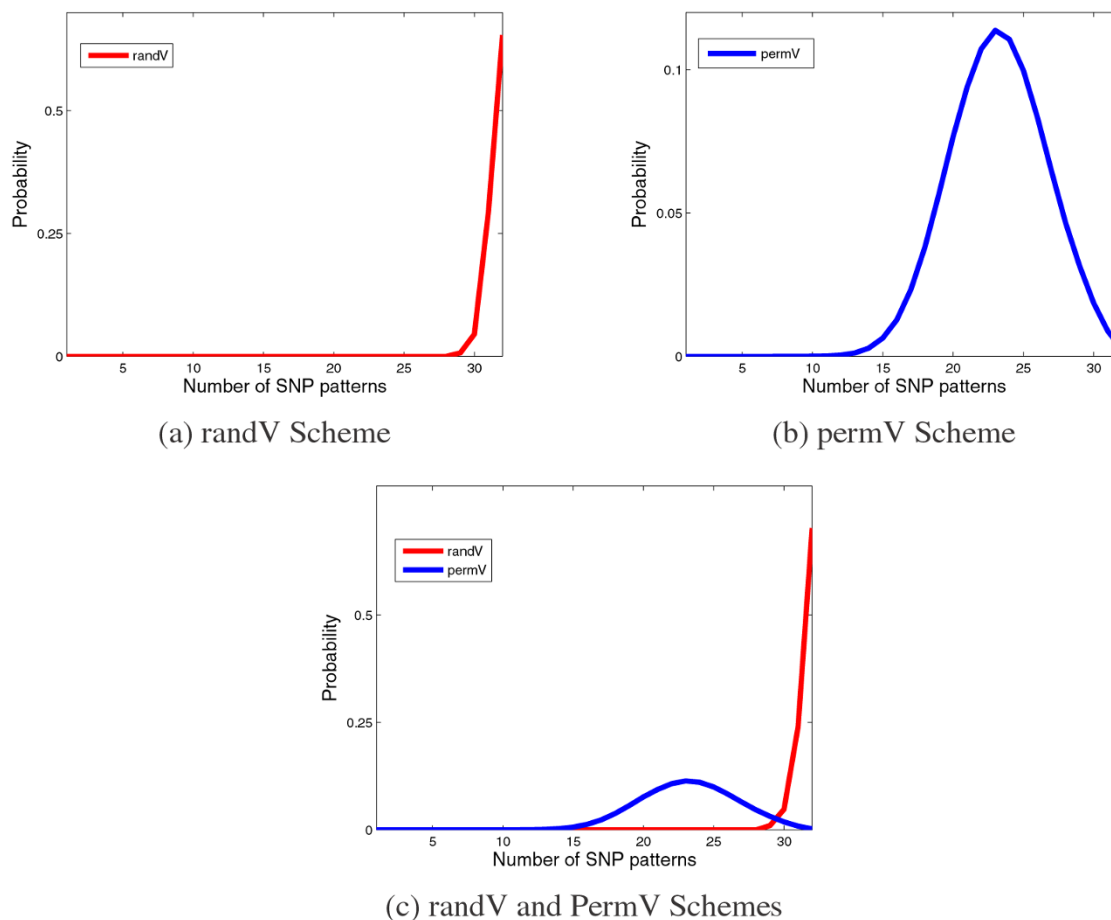 randV
0.5
0.25
0
Probability
5 10 15 20 25 30
Number of SNP patterns
(a) randV Scheme
permV
0.1
0.05
0
Probability
5 10 15 20 25 30
Number of SNP patterns
(b) permV Scheme
randV
permV
0.5
0.25
0
Probability
5 10 15 20 25 30
Number of SNP patterns
(c) randV and PermV Schemes